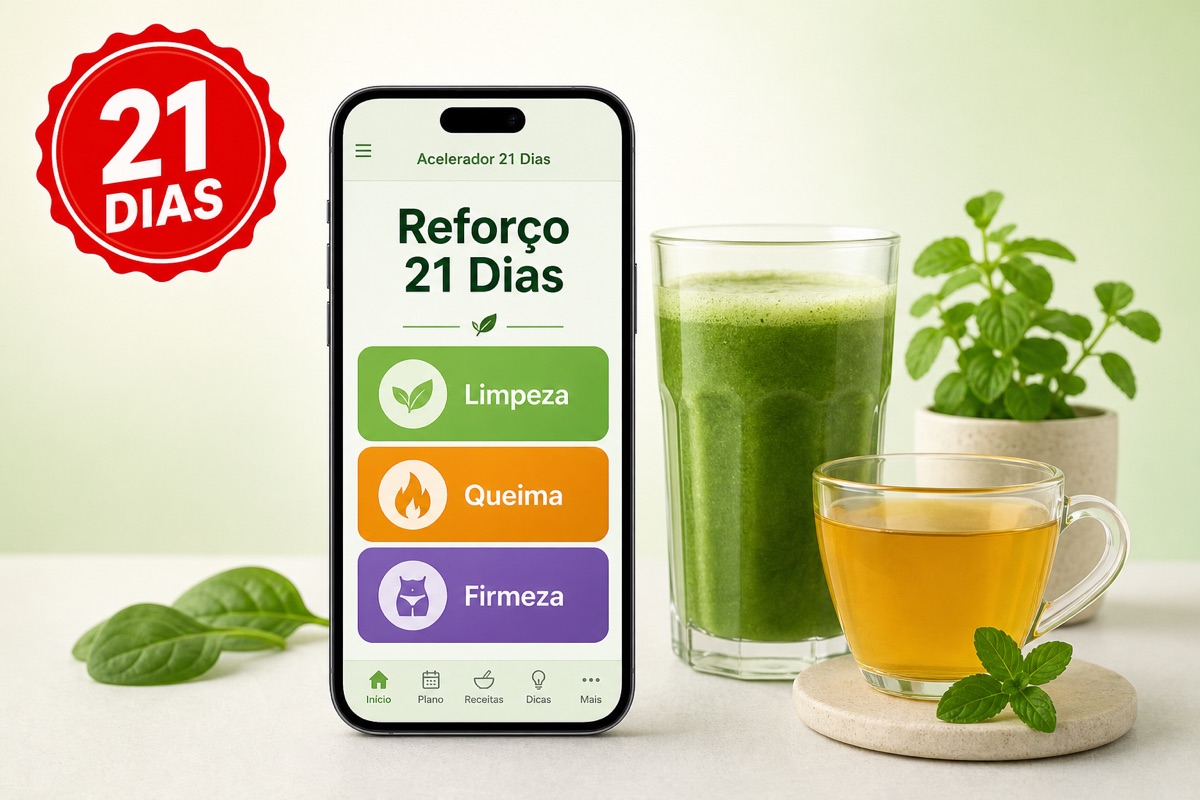 21
DIAS
Acelerador 21 Dias
Reforço
21 Dias
Limpeza
Queima
Firmeza
Início
Plano
Receitas
Dicas
Mais